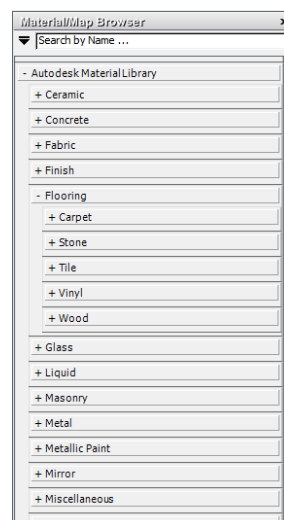 Material/Map Browser x
Search by Name ...
- Autodesk Material Library
+ Ceramic
+ Concrete
+ Fabric
+ Finish
- Flooring
+ Carpet
+ Stone
+ Tile
+ Vinyl
+ Wood
+ Glass
+ Liquid
+ Masonry
+ Metal
+ Metallic Paint
+ Mirror
+ Miscellaneous